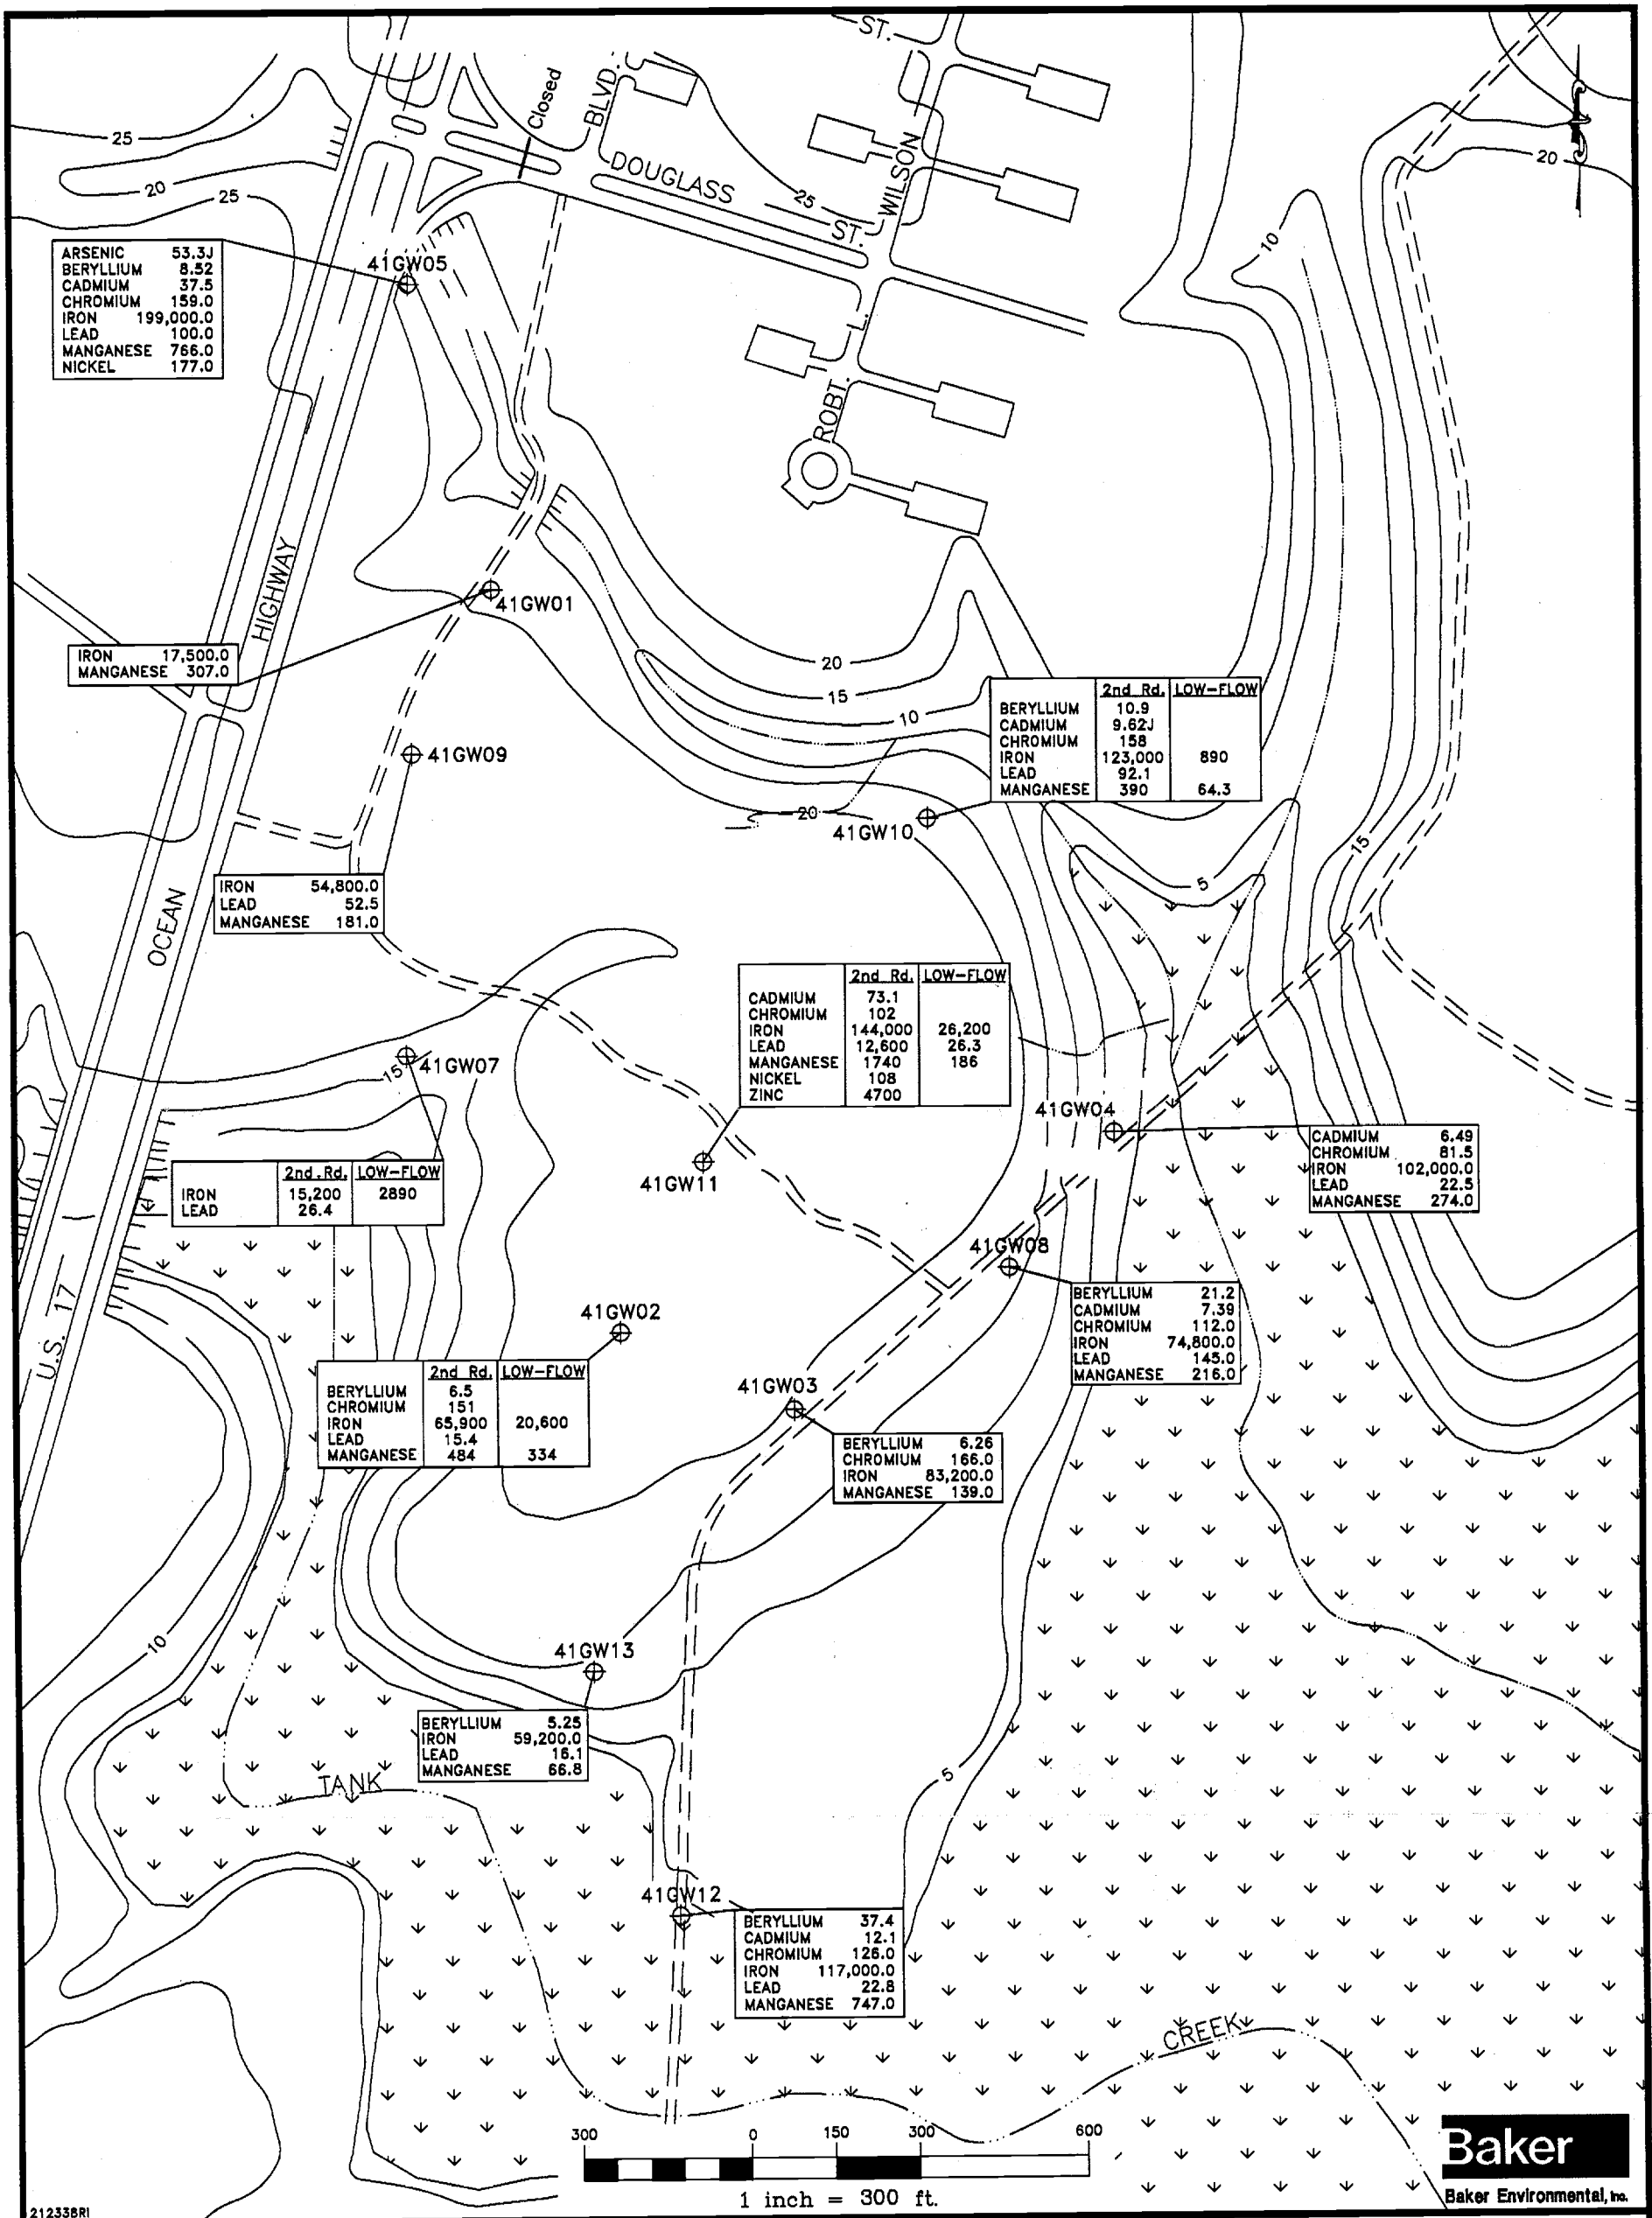 ST.
Closed
BLVD.
25
DOUGLASS
ST.
WILSON
25
20
25
20
10
ARSENIC 53.3J
BERYLLIUM 8.52
CADMIUM 37.5
CHROMIUM 159.0
IRON 199,000.0
LEAD 100.0
MANGANESE 766.0
NICKEL 177.0
41GW05
L.
ROBT.
HIGHWAY
41GW01
IRON 17,500.0
MANGANESE 307.0
20
15
10
2nd Rd. LOW-FLOW
BERYLLIUM 10.9
CADMIUM 9.62J
CHROMIUM 158
IRON 123,000 890
LEAD 92.1
MANGANESE 390 64.3
41GW09
20
41GW10
15
5
IRON 54,800.0
LEAD 52.5
MANGANESE 181.0
OCEAN
2nd Rd. LOW-FLOW
CADMIUM 73.1
CHROMIUM 102
IRON 144,000 26,200
LEAD 12,600 26.3
MANGANESE 1740 186
NICKEL 108
ZINC 4700
15
41GW07
41GW04
41GW11
CADMIUM 6.49
CHROMIUM 81.5
IRON 102,000.0
LEAD 22.5
MANGANESE 274.0
2nd. Rd. LOW-FLOW
IRON 15,200 2890
LEAD 26.4
41GW08
BERYLLIUM 21.2
CADMIUM 7.39
CHROMIUM 112.0
IRON 74,800.0
LEAD 145.0
MANGANESE 216.0
U.S. 17
41GW02
2nd Rd. LOW-FLOW
BERYLLIUM 6.5
CHROMIUM 151
IRON 65,900 20,600
LEAD 15.4
MANGANESE 484 334
41GW03
BERYLLIUM 6.26
CHROMIUM 166.0
IRON 83,200.0
MANGANESE 139.0
10
41GW13
BERYLLIUM 5.25
IRON 59,200.0
LEAD 16.1
MANGANESE 66.8
TANK
5
41GW12
BERYLLIUM 37.4
CADMIUM 12.1
CHROMIUM 126.0
IRON 117,000.0
LEAD 22.8
MANGANESE 747.0
CREEK
300 0 150 300 600
1 inch = 300 ft.
Baker
Baker Environmental, Inc.
212338RI